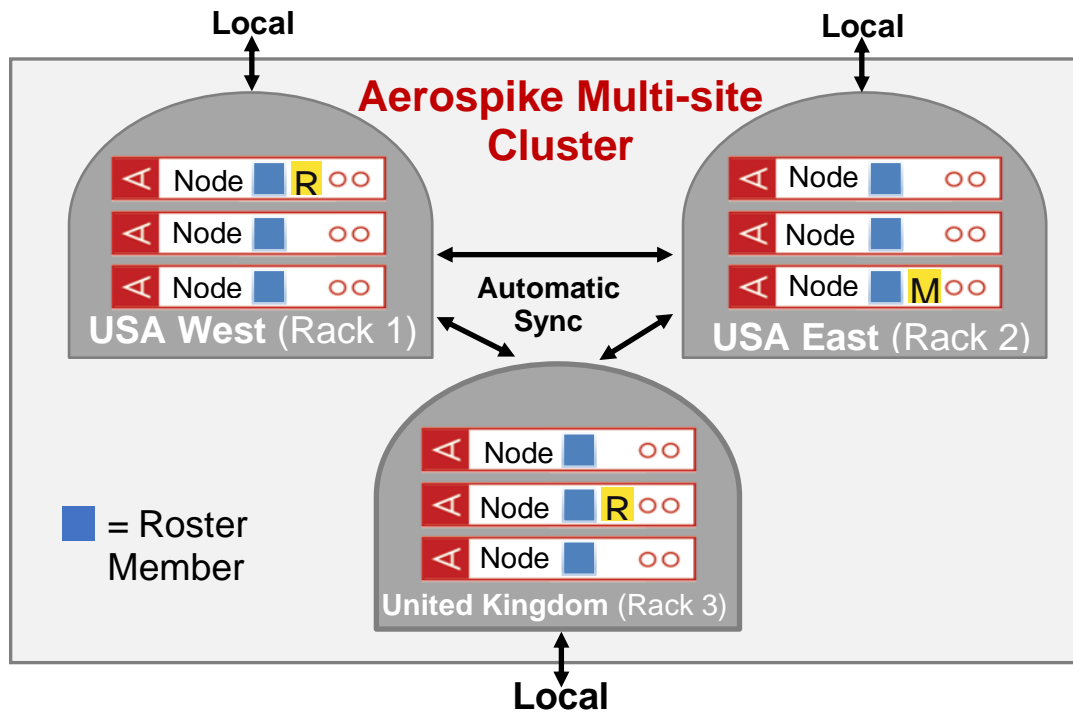 Local
Local
Aerospike Multi-site
Cluster
A Node R
A Node
A Node
USA West (Rack 1)
A Node
A Node
A Node M
USA East (Rack 2)
Automatic
Sync
A Node
A Node R
A Node
United Kingdom (Rack 3)
= Roster
Member
Local